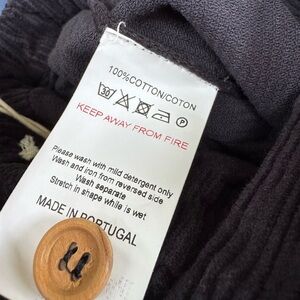 100%COTTON/COTON
30 P
KEEP AWAY FROM FIRE
Please wash with mild detergent only
Wash and iron from reversed side
Wash separate
Stretch in shape while is wet
MADE IN PORTUGAL